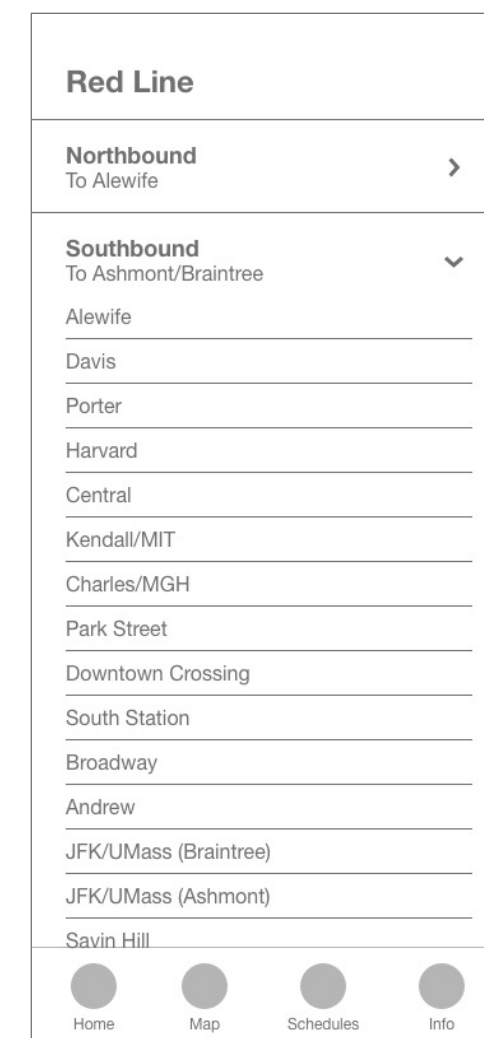 Red Line
Northbound
To Alewife
Southbound
To Ashmont/Braintree
Alewife
Davis
Porter
Harvard
Central
Kendall/MIT
Charles/MGH
Park Street
Downtown Crossing
South Station
Broadway
Andrew
JFK/UMass (Braintree)
JFK/UMass (Ashmont)
Savin Hill
Home Map Schedules Info